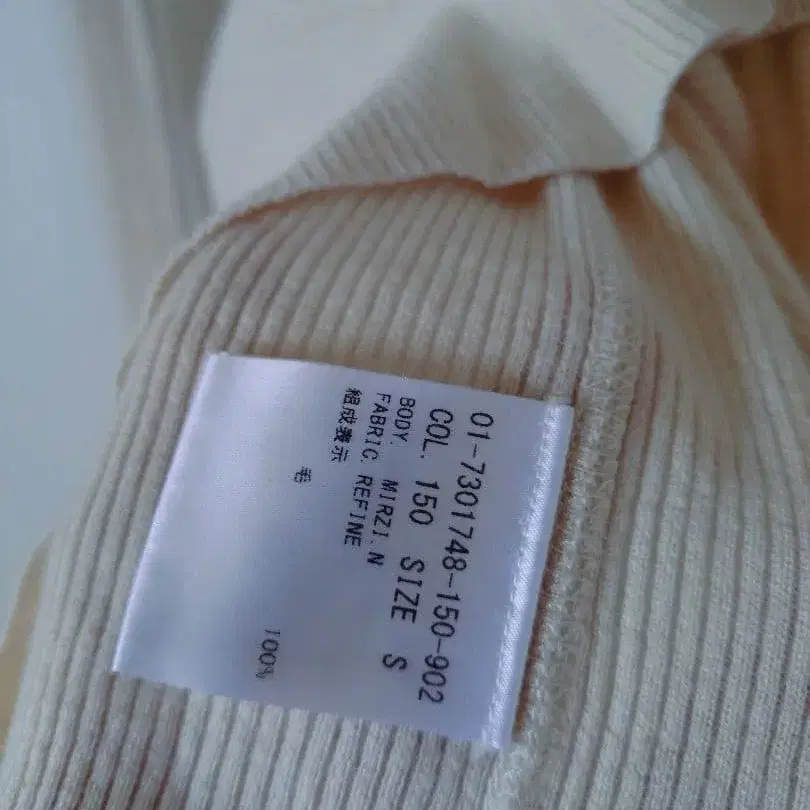 01-7301748-150-902
COL. 150 SIZE S
BODY. MIRZI.N
FABRIC. REFINE
組成表示
毛 100%